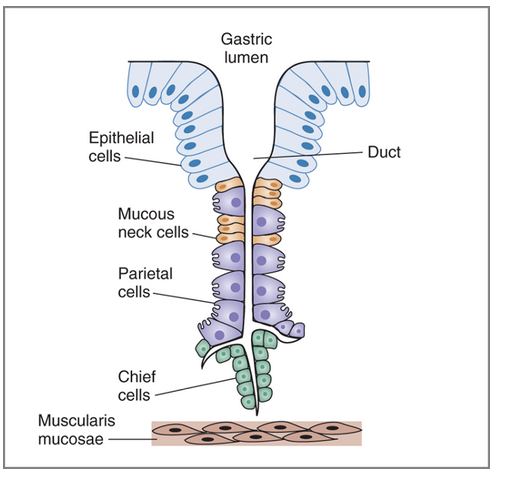 Gastric
lumen
Epithelial
cells
Duct
Mucous
neck cells
Parietal
cells
Chief
cells
Muscularis
mucosae